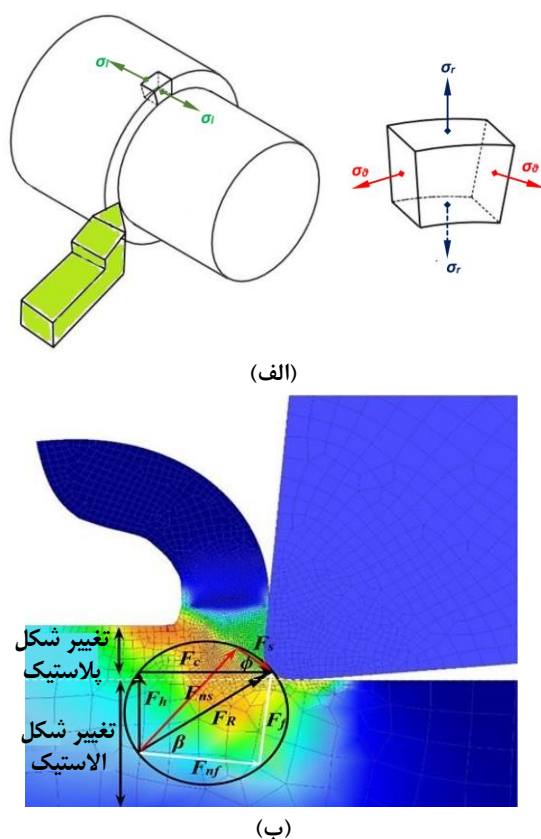 σl
σl
σr
σϑ
σϑ
σr
(الف)
تغییر شکل
پلاستیک
تغییر شکل
الاستیک
Fs
ϕ
Fc
Fh
Fns
FR
Ff
β
Fnf
(ب)